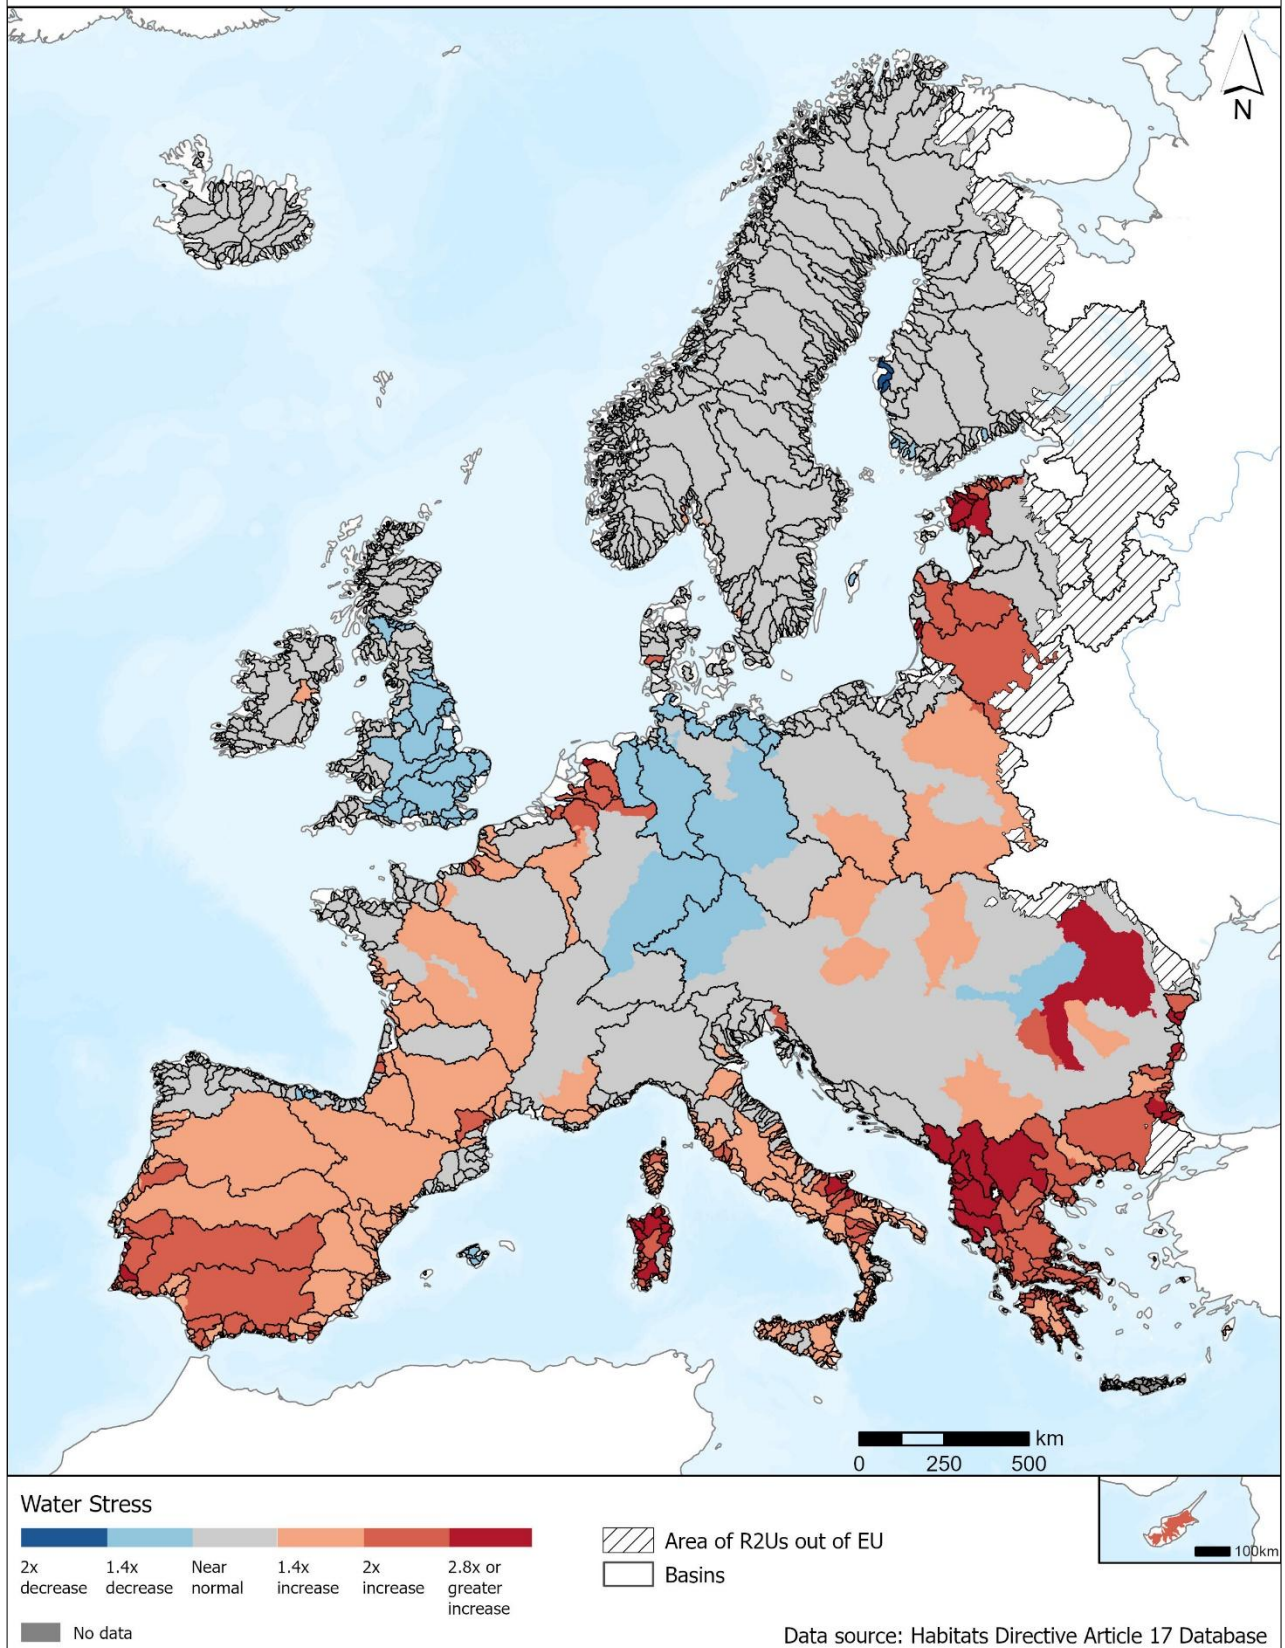 N
km
0 250 500
Water Stress
2x decrease
1.4x decrease
Near normal
1.4x increase
2x increase
2.8x or greater increase
No data
Area of R2Us out of EU
Basins
100km
Data source: Habitats Directive Article 17 Database